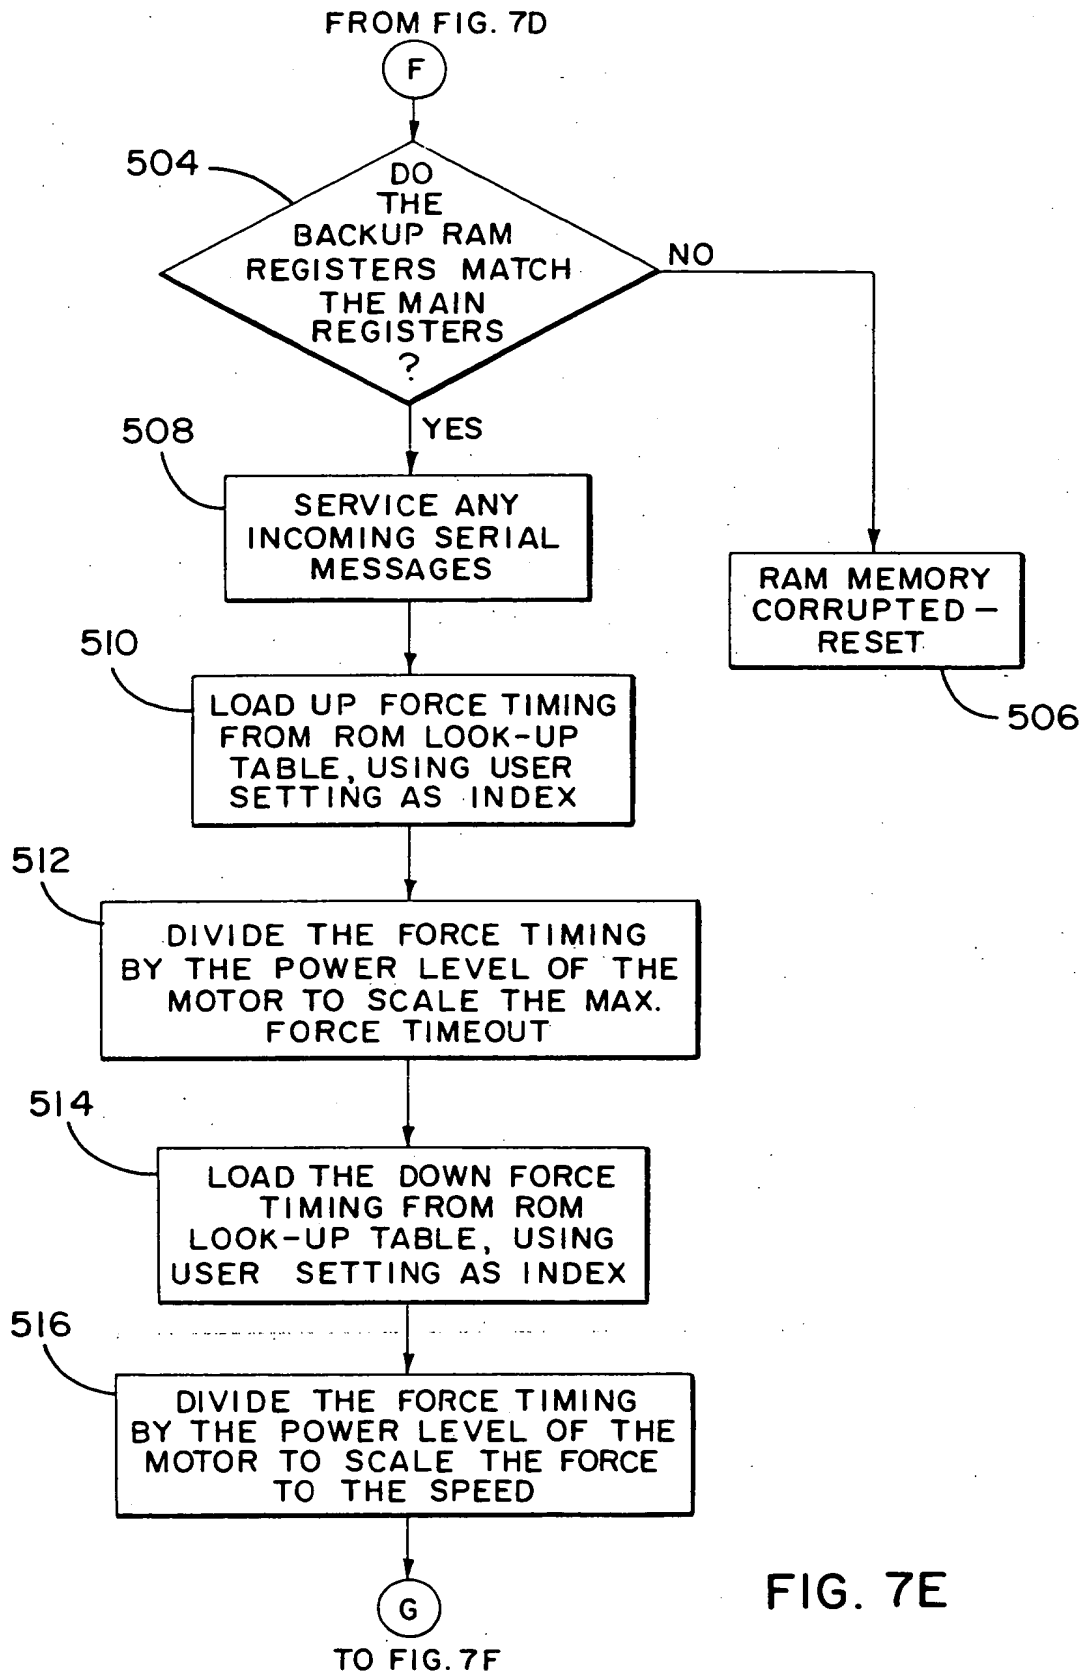 FROM FIG. 7D
F
504
DO
THE
BACKUP RAM
REGISTERS MATCH
THE MAIN
REGISTERS
?
NO
YES
508
SERVICE ANY
INCOMING SERIAL
MESSAGES
RAM MEMORY
CORRUPTED—
RESET
506
510
LOAD UP FORCE TIMING
FROM ROM LOOK-UP
TABLE, USING USER
SETTING AS INDEX
512
DIVIDE THE FORCE TIMING
BY THE POWER LEVEL OF THE
MOTOR TO SCALE THE MAX.
FORCE TIMEOUT
514
LOAD THE DOWN FORCE
TIMING FROM ROM
LOOK-UP TABLE, USING
USER SETTING AS INDEX
516
DIVIDE THE FORCE TIMING
BY THE POWER LEVEL OF THE
MOTOR TO SCALE THE FORCE
TO THE SPEED
G
TO FIG. 7F
FIG. 7E